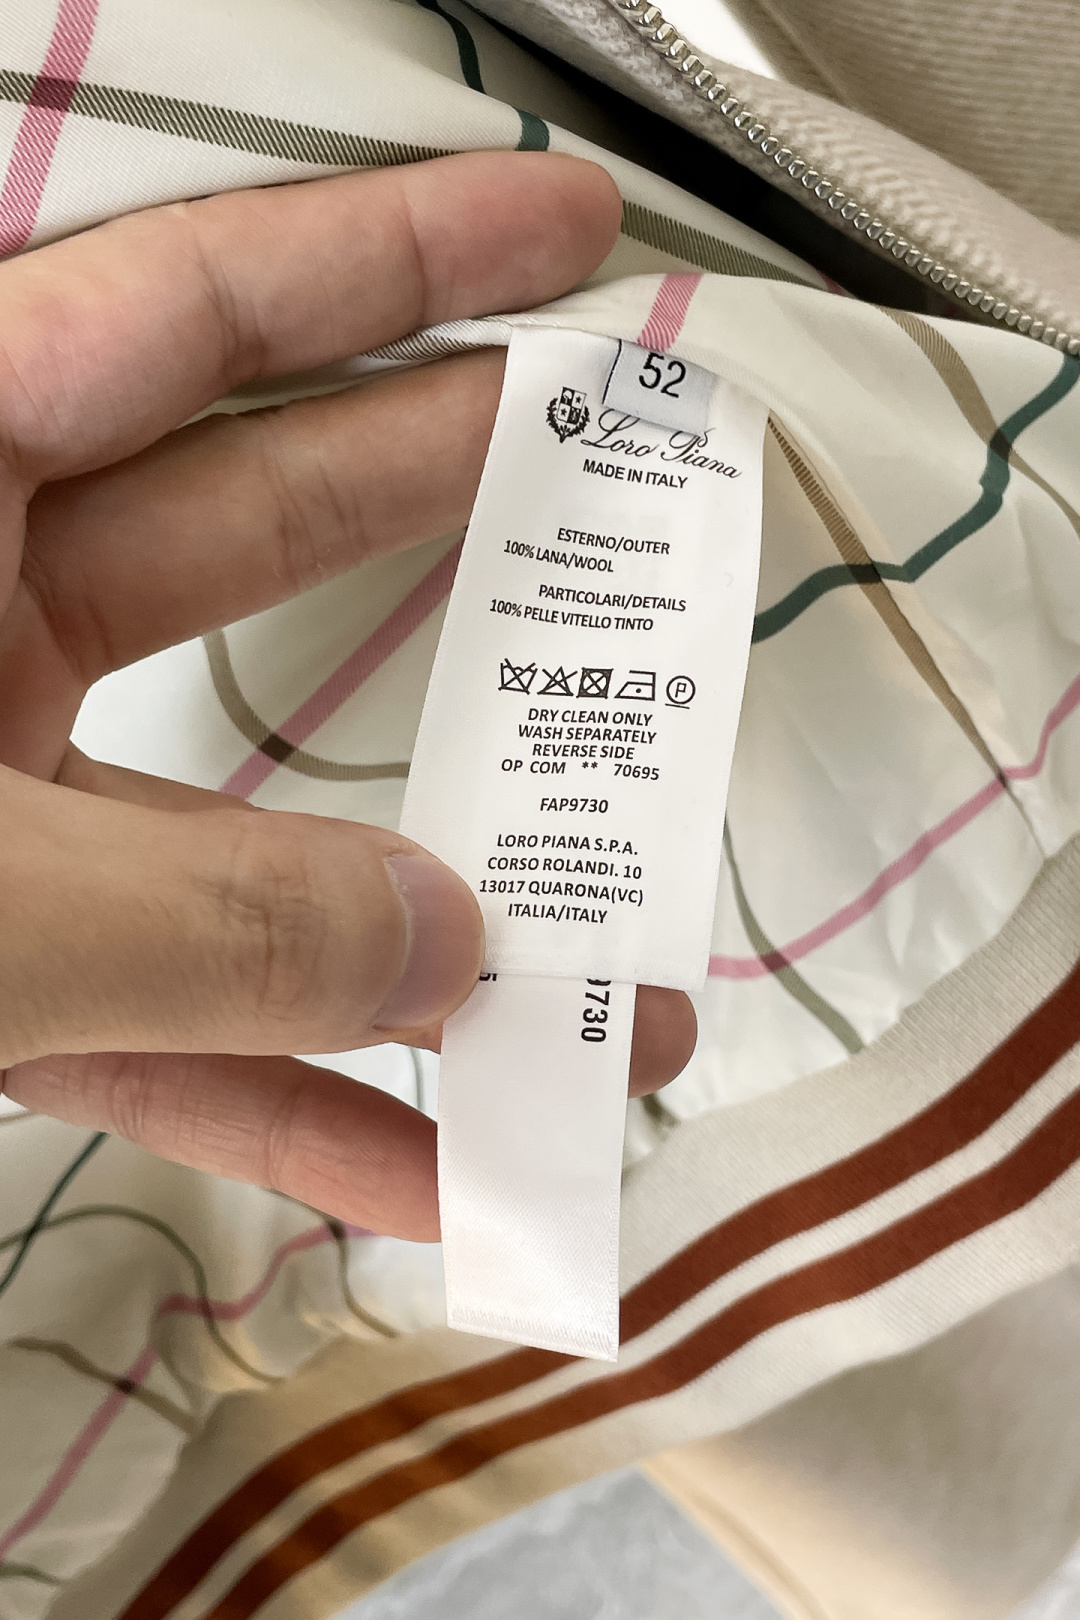 52
Loro Piana
MADE IN ITALY
ESTERNO/OUTER
100% LANA/WOOL
PARTICOLARI/DETAILS
100% PELLE VITELLO TINTO
P
DRY CLEAN ONLY
WASH SEPARATELY
REVERSE SIDE
OP COM ** 70695
FAP9730
LORO PIANA S.P.A.
CORSO ROLANDI. 10
13017 QUARONA(VC)
ITALIA/ITALY
9730